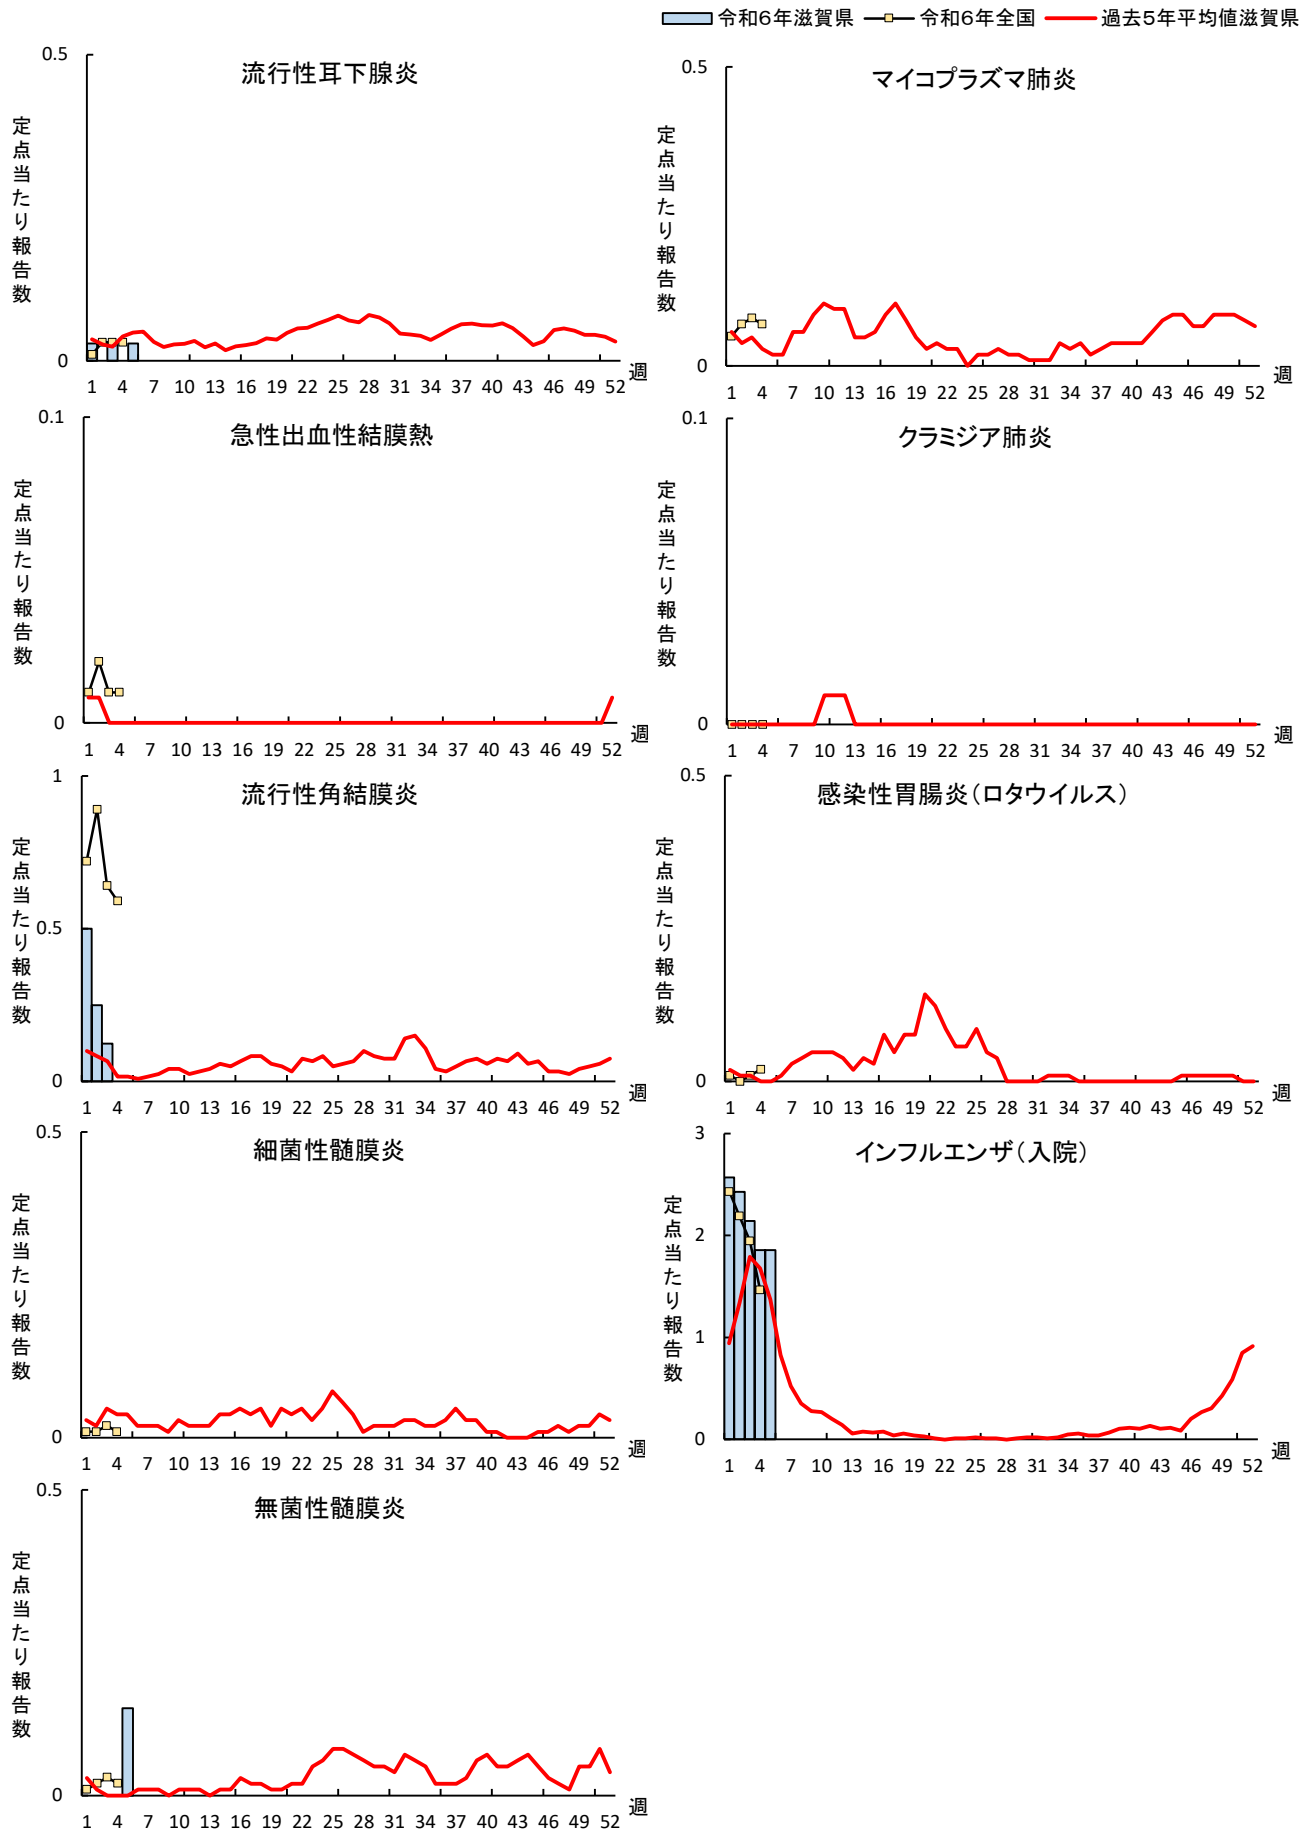 令和6年滋賀県 令和6年全国 過去5年平均値滋賀県
流行性耳下腺炎
定点当たり報告数
0.5
0
1 4 7 10 13 16 19 22 25 28 31 34 37 40 43 46 49 52 週
マイコプラズマ肺炎
定点当たり報告数
0.5
0
1 4 7 10 13 16 19 22 25 28 31 34 37 40 43 46 49 52 週
急性出血性結膜熱
定点当たり報告数
0.1
0
1 4 7 10 13 16 19 22 25 28 31 34 37 40 43 46 49 52 週
クラミジア肺炎
定点当たり報告数
0.1
0
1 4 7 10 13 16 19 22 25 28 31 34 37 40 43 46 49 52 週
流行性角結膜炎
定点当たり報告数
1
0.5
0
1 4 7 10 13 16 19 22 25 28 31 34 37 40 43 46 49 52 週
感染性胃腸炎(ロタウイルス)
定点当たり報告数
0.5
0
1 4 7 10 13 16 19 22 25 28 31 34 37 40 43 46 49 52 週
細菌性髄膜炎
定点当たり報告数
0.5
0
1 4 7 10 13 16 19 22 25 28 31 34 37 40 43 46 49 52 週
インフルエンザ(入院)
定点当たり報告数
3
2
1
0
1 4 7 10 13 16 19 22 25 28 31 34 37 40 43 46 49 52 週
無菌性髄膜炎
定点当たり報告数
0.5
0
1 4 7 10 13 16 19 22 25 28 31 34 37 40 43 46 49 52 週